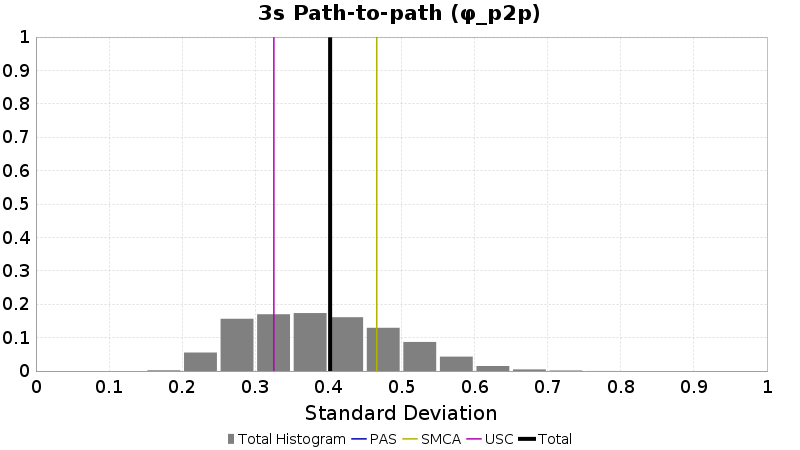 3s Path-to-path (φ_p2p)
1
0.9
0.8
0.7
0.6
0.5
0.4
0.3
0.2
0.1
0
0 0.1 0.2 0.3 0.4 0.5 0.6 0.7 0.8 0.9 1
Standard Deviation
Total Histogram PAS SMCA USC Total